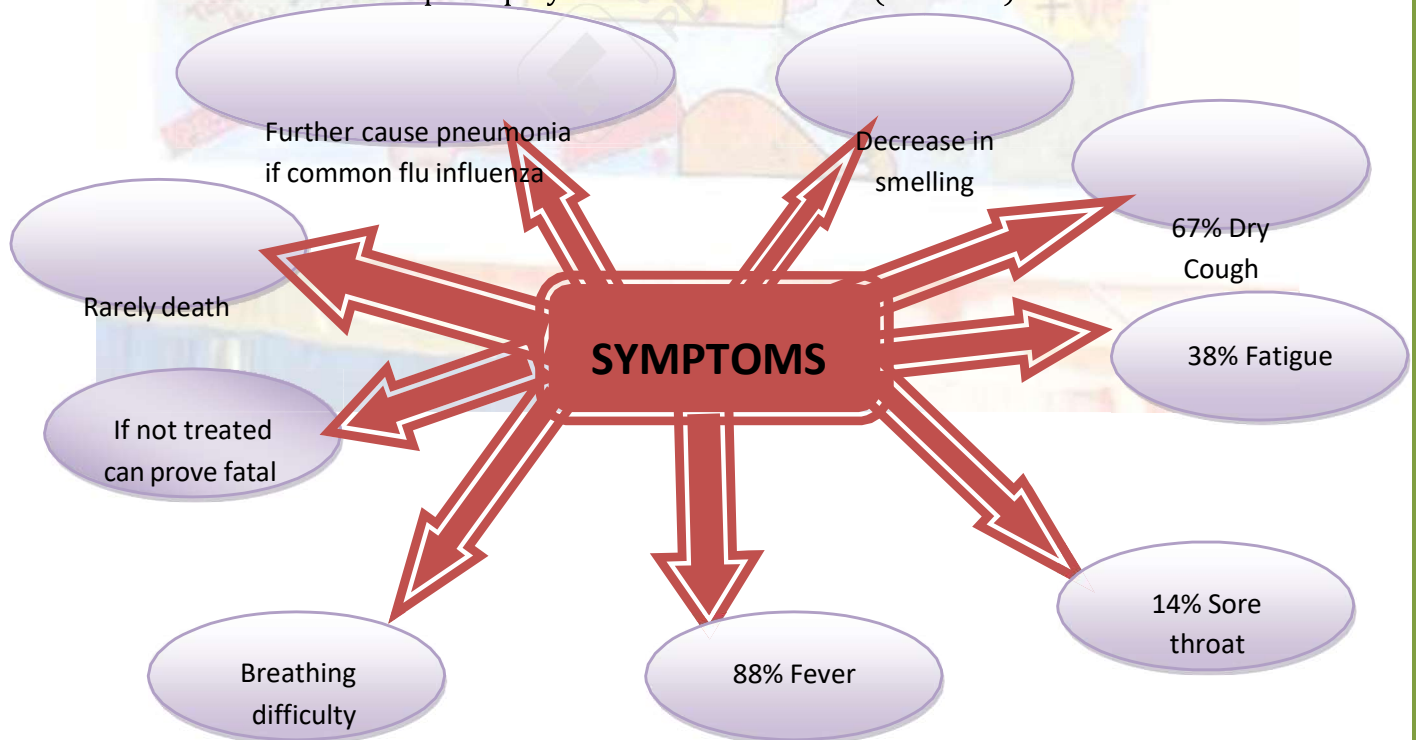 Further cause pneumonia
if common flu influenza
Decrease in
smelling
67% Dry
Cough
Rarely death
SYMPTOMS
38% Fatigue
If not treated
can prove fatal
14% Sore
throat
Breathing
difficulty
88% Fever